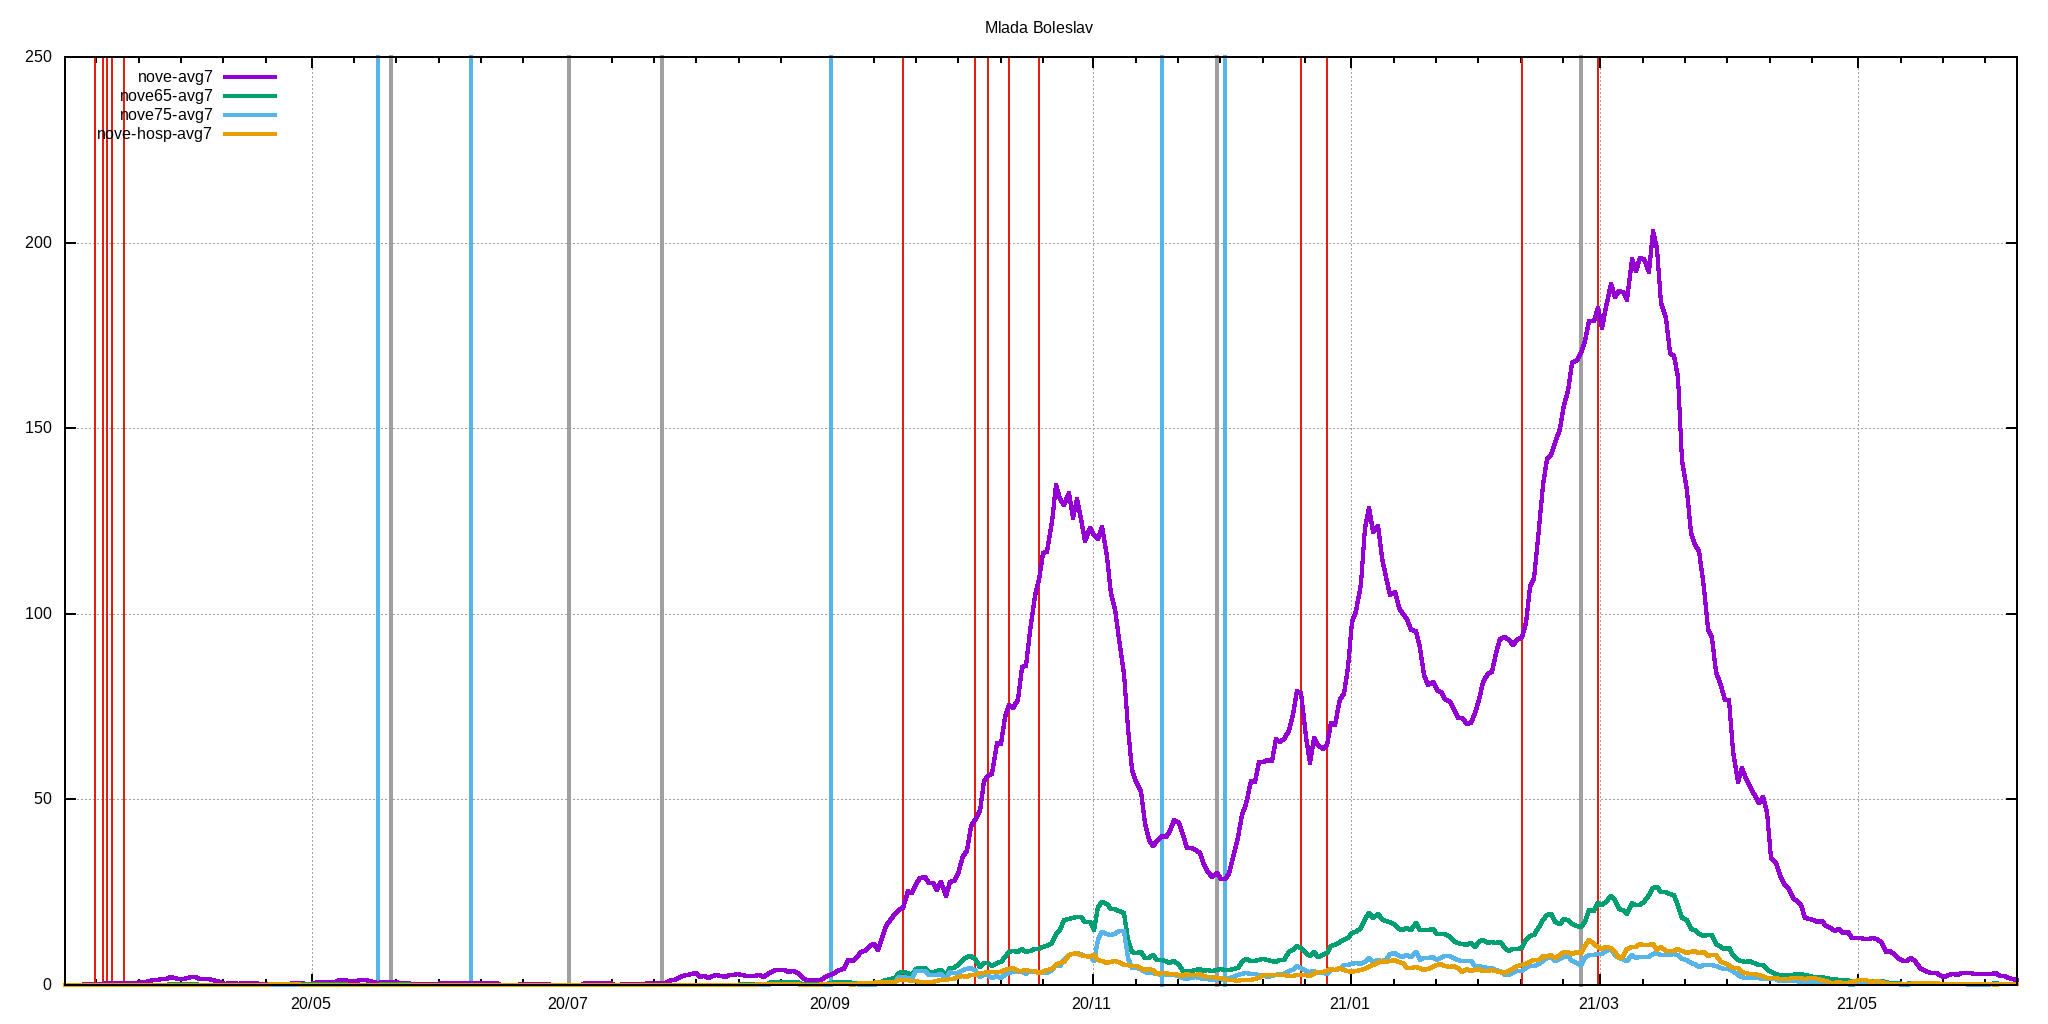 Mlada Boleslav
250
200
150
100
50
0
nove-avg7
nove65-avg7
nove75-avg7
nove-hosp-avg7
20/05 20/07 20/09 20/11 21/01 21/03 21/05